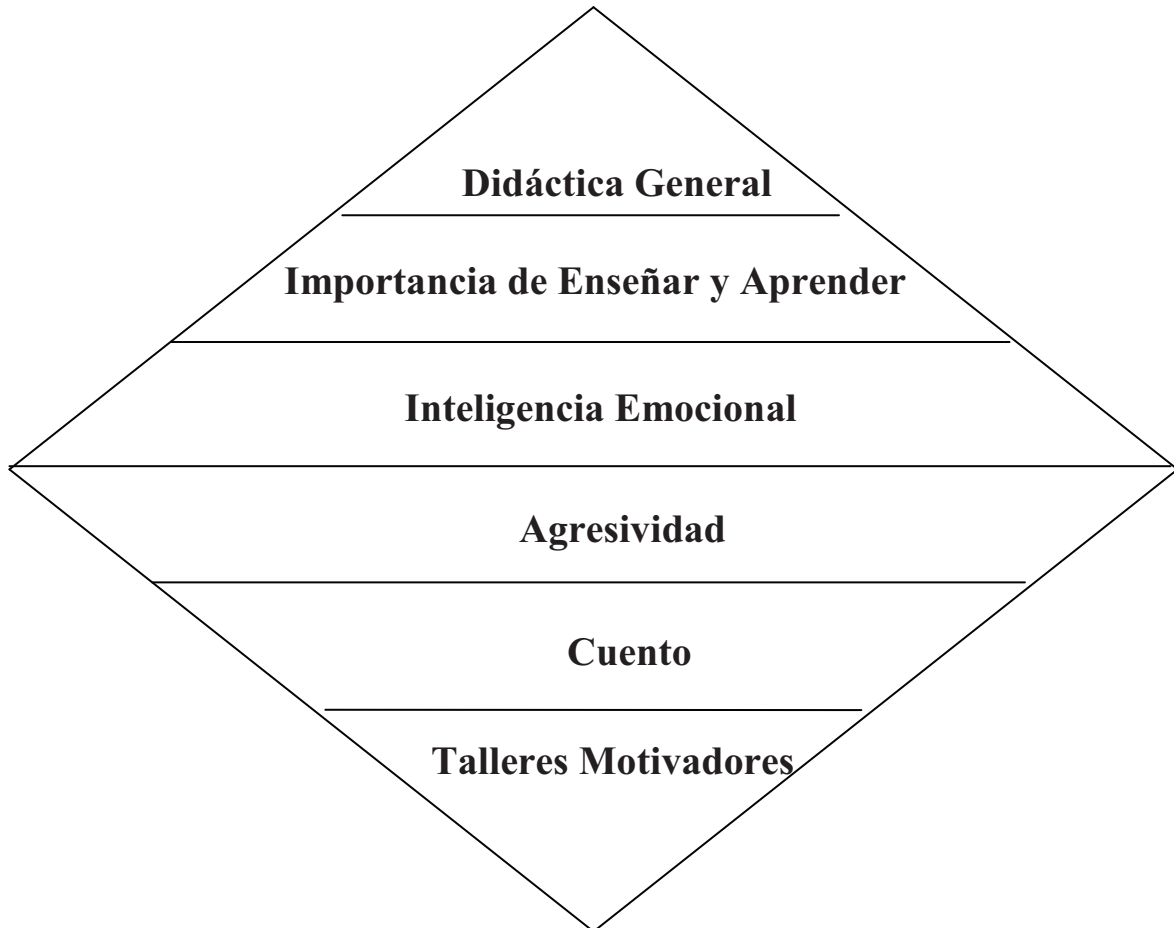 Didáctica General
Importancia de Enseñar y Aprender
Inteligencia Emocional
Agresividad
Cuento
Talleres Motivadores